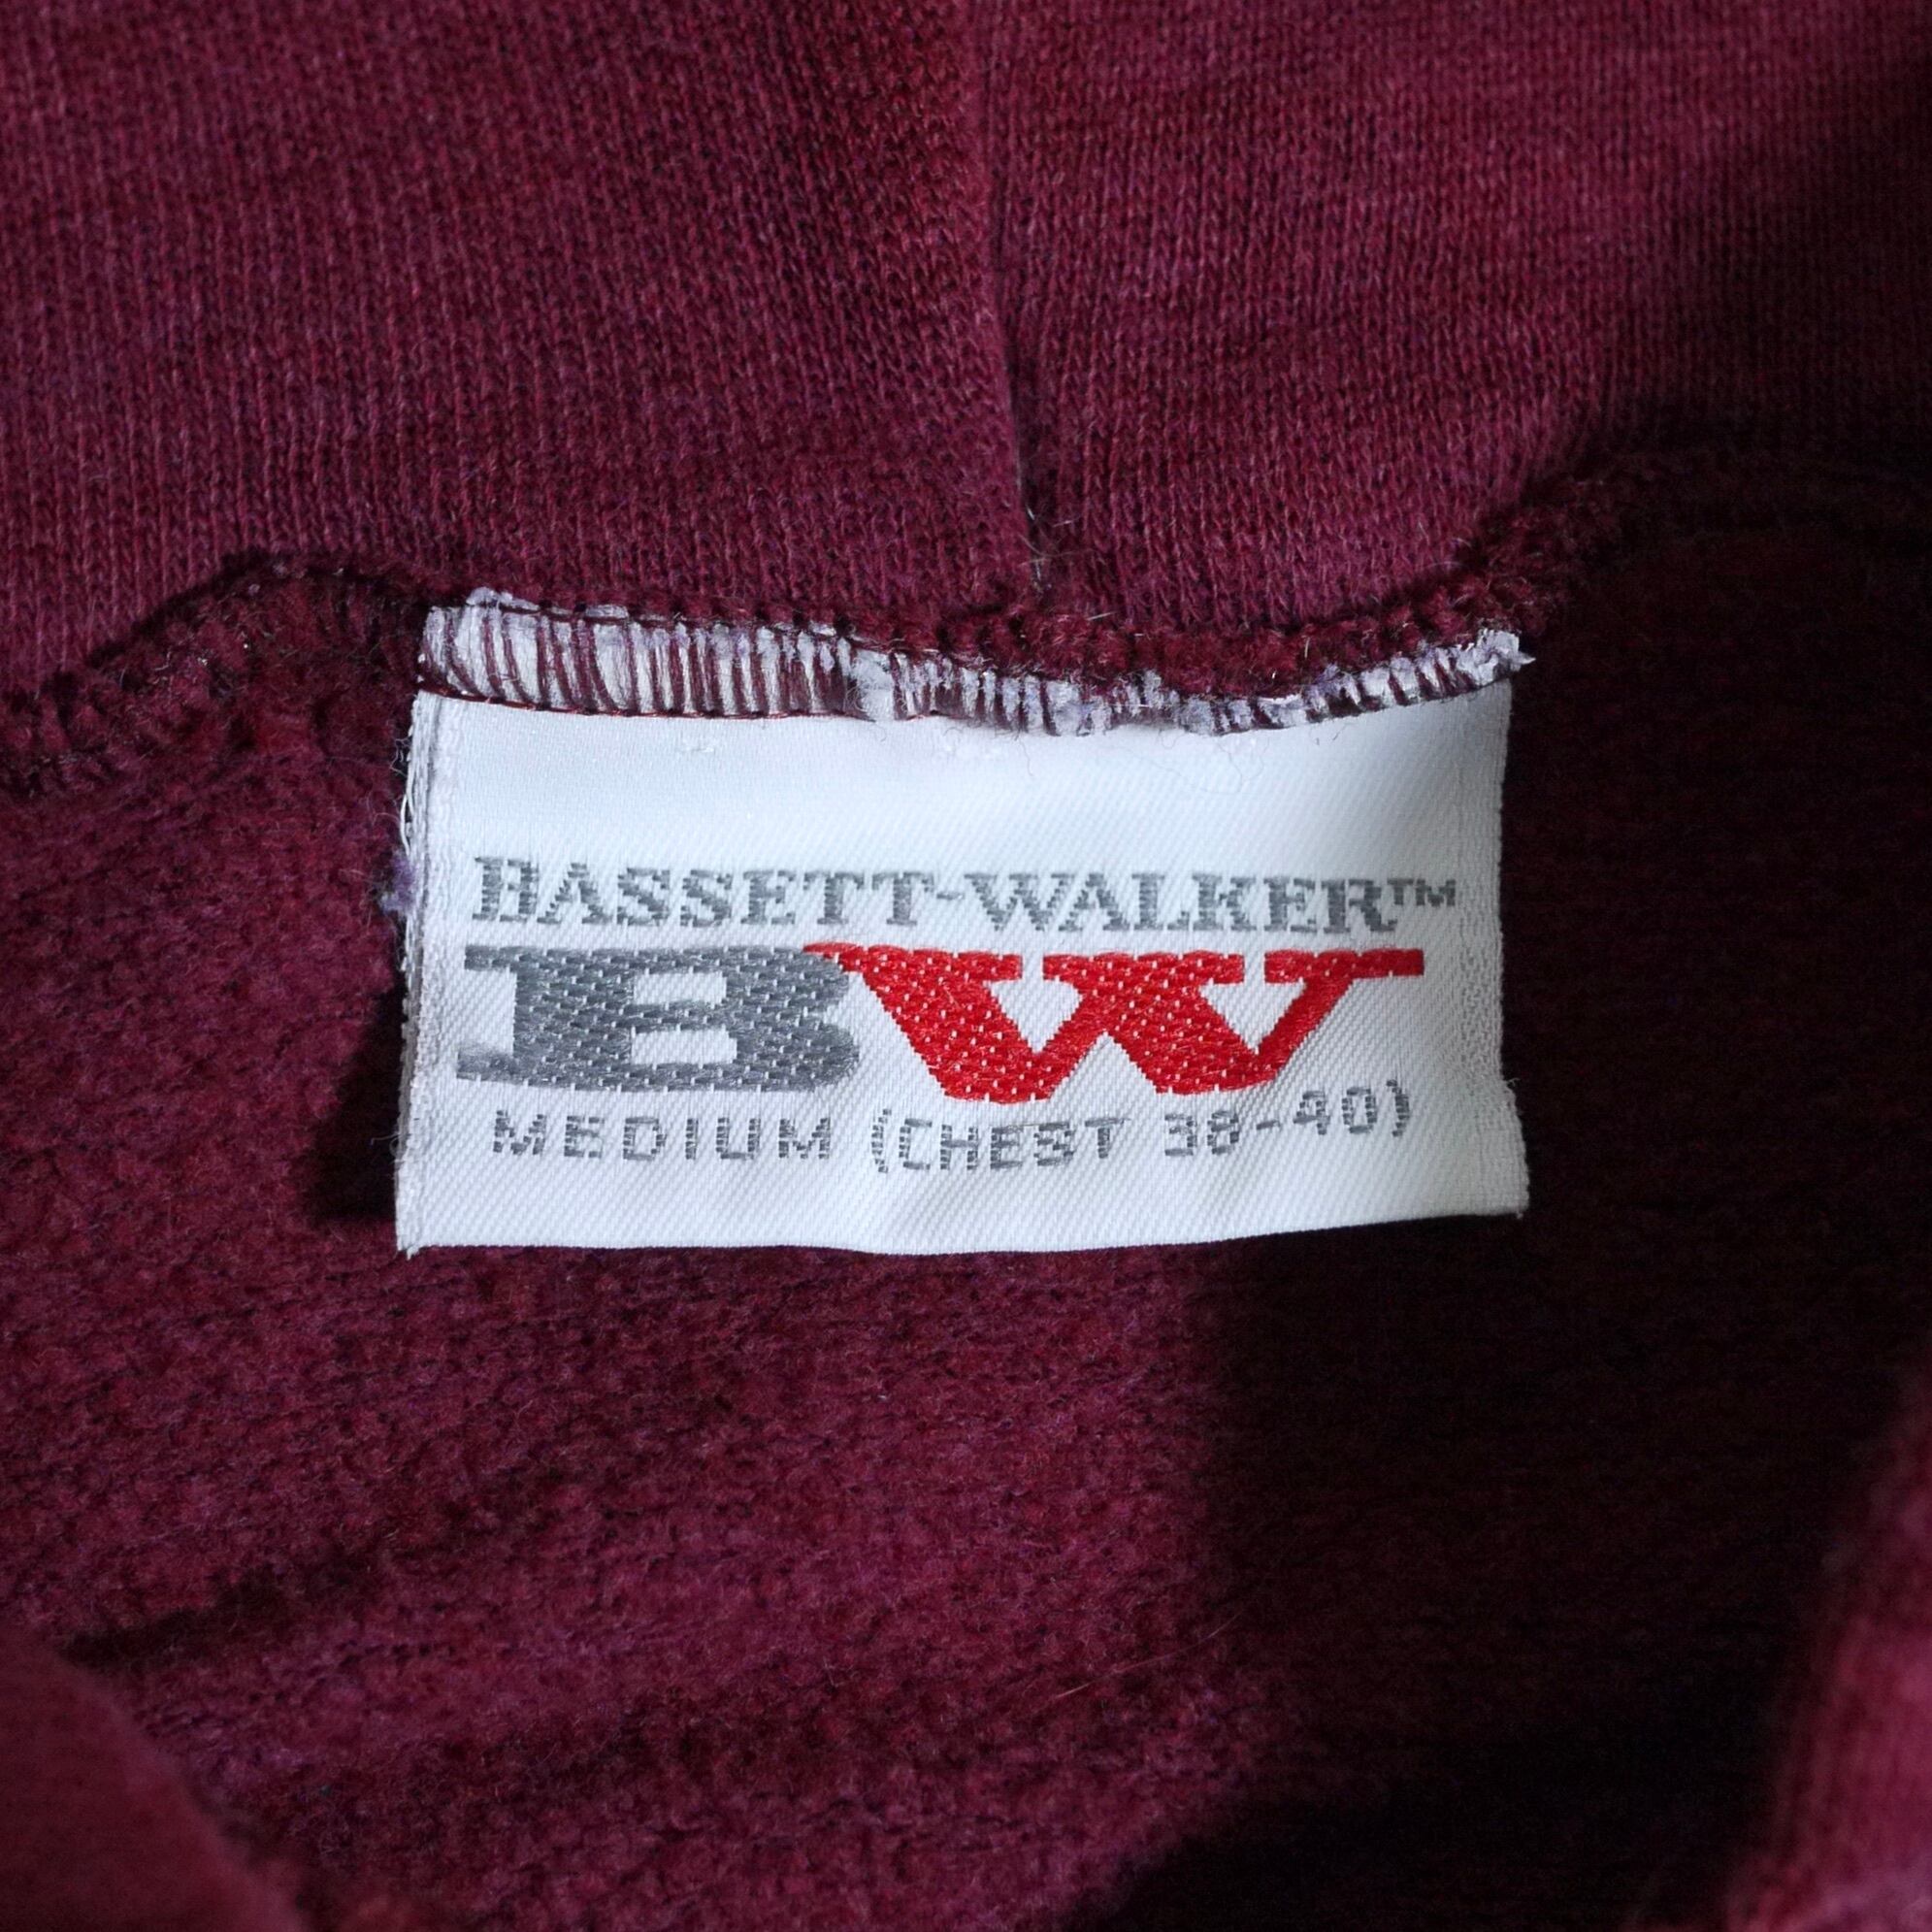 BASSETT-WALKER™
BW
MEDIUM (CHEST 38-40)